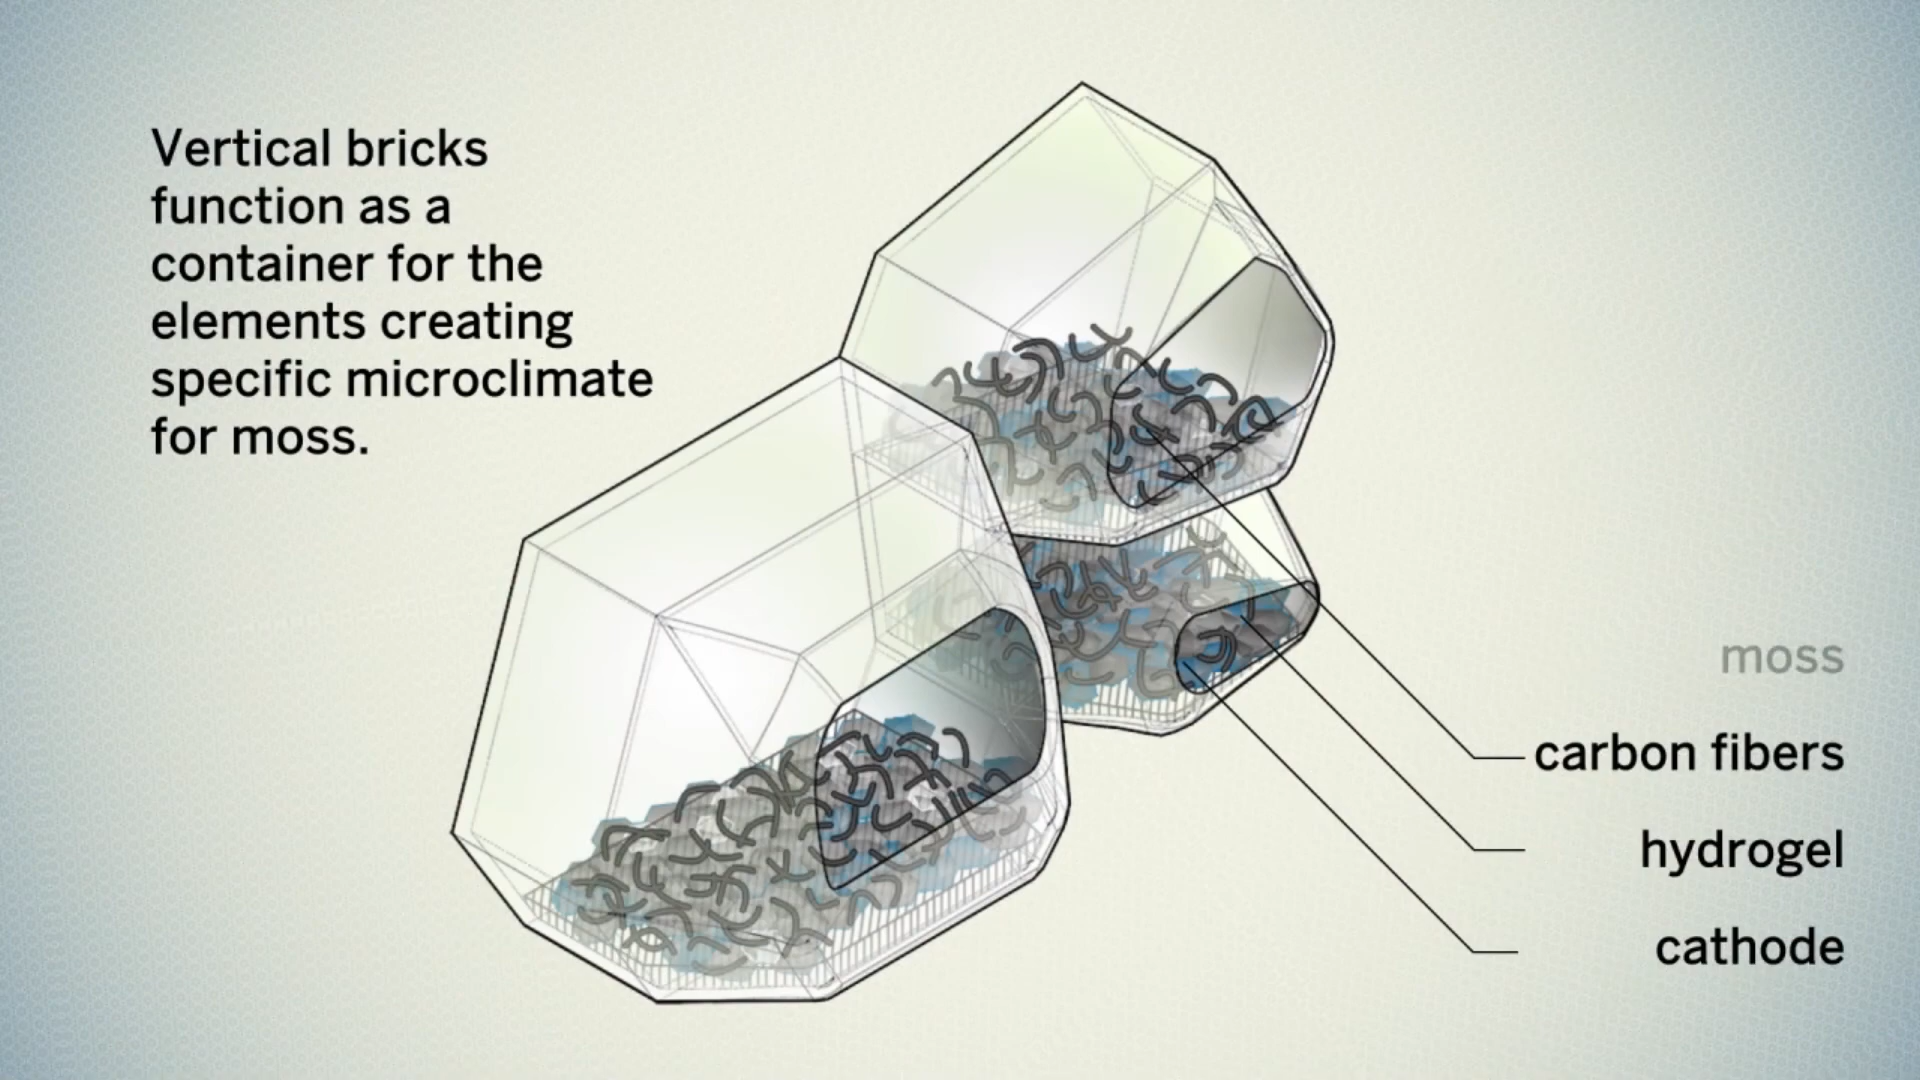 Vertical bricks
function as a
container for the
elements creating
specific microclimate
for moss.
moss
carbon fibers
hydrogel
cathode